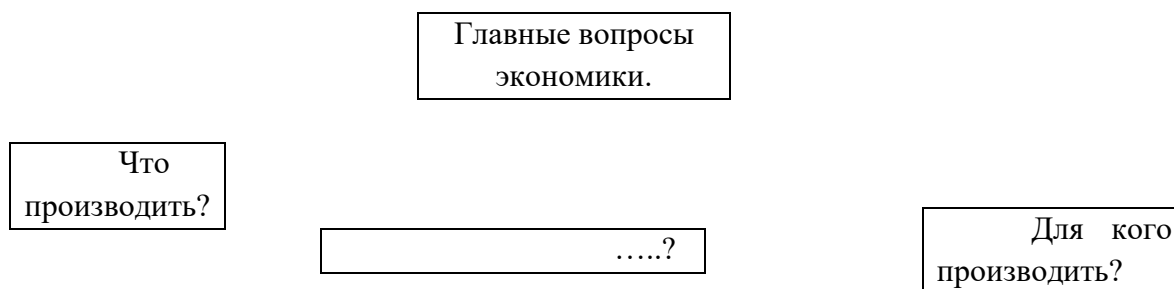 Главные вопросы
экономики.
Что
производить?
…..?
Для кого
производить?